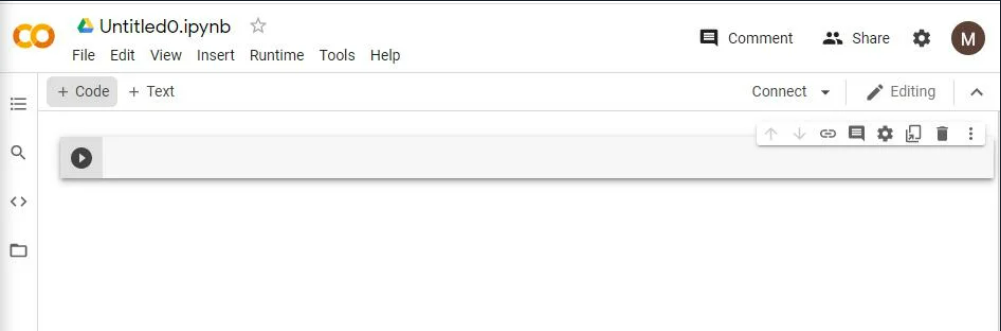 CO Untitled0.ipynb
File Edit View Insert Runtime Tools Help
Comment Share M
+ Code + Text
Connect Editing